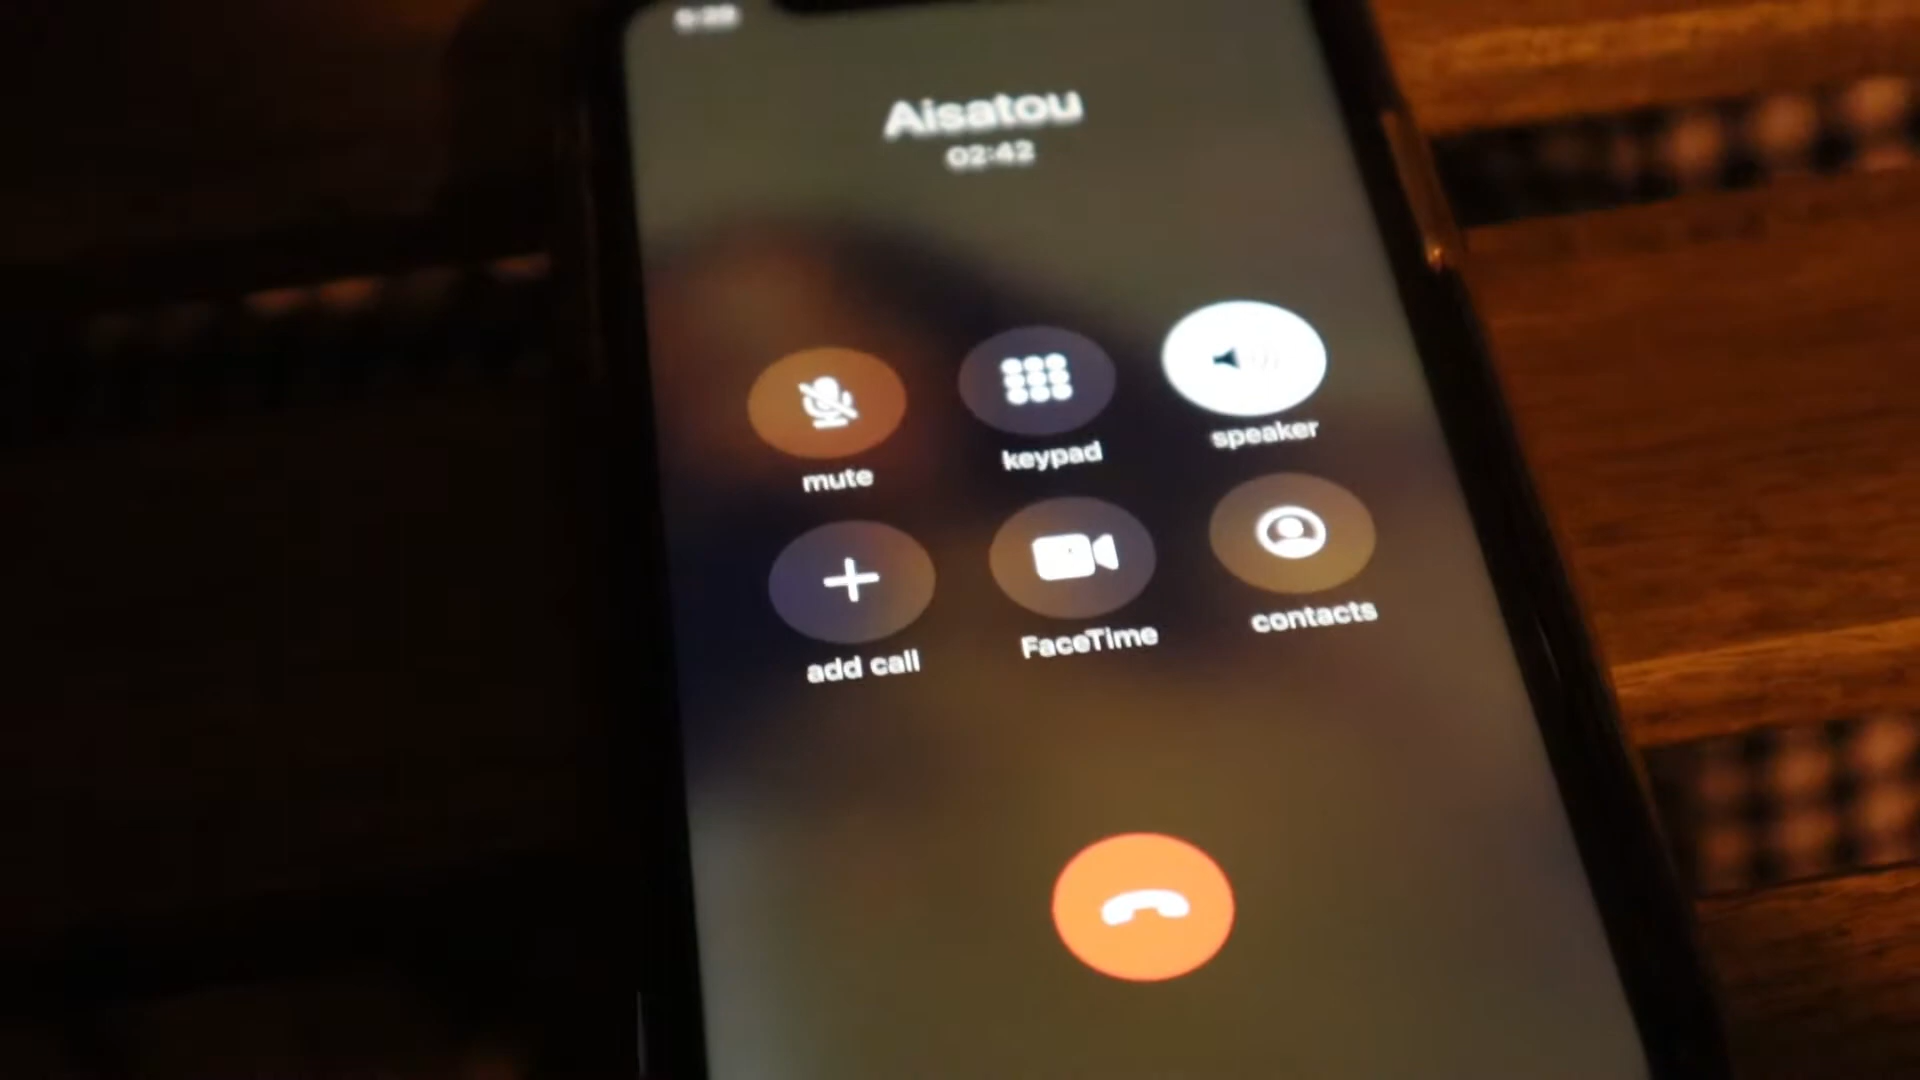 Aisatou
02:42
mute
keypad
speaker
add call
FaceTime
contacts